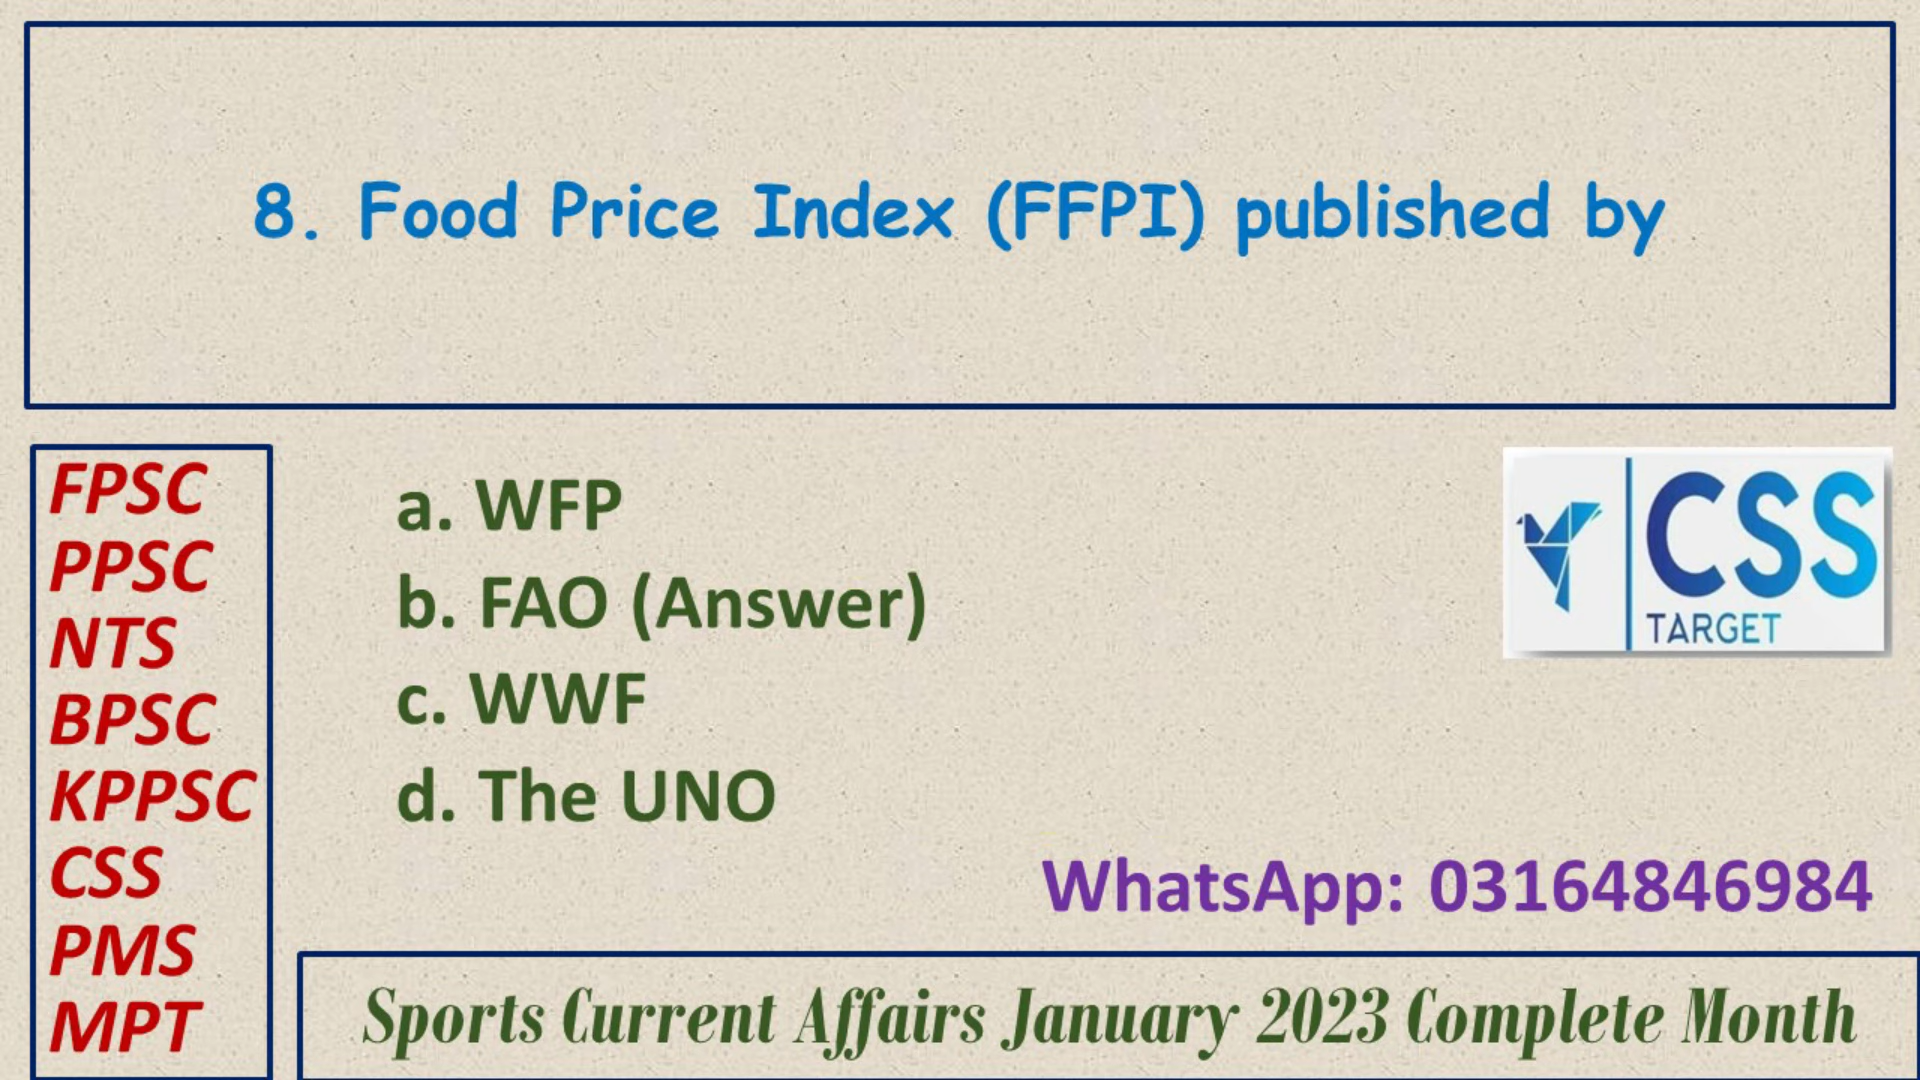 8. Food Price Index (FFPI) published by
FPSC
PPSC
NTS
BPSC
KPPSC
CSS
PMS
MPT
a. WFP
b. FAO (Answer)
c. WWF
d. The UNO
CSS
TARGET
WhatsApp: 03164846984
Sports Current Affairs January 2023 Complete Month